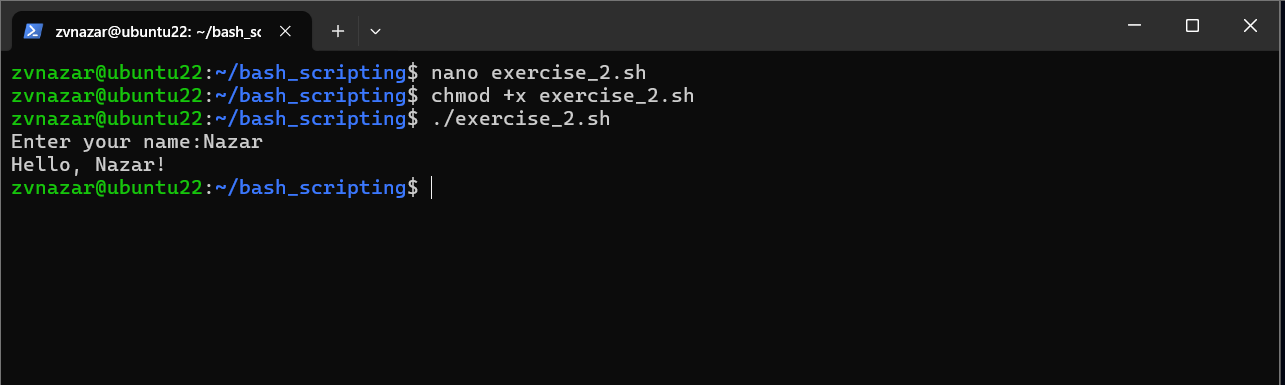 zvnazar@ubuntu22: ~/bash_sc
zvnazar@ubuntu22:~/bash_scripting$ nano exercise_2.sh
zvnazar@ubuntu22:~/bash_scripting$ chmod +x exercise_2.sh
zvnazar@ubuntu22:~/bash_scripting$ ./exercise_2.sh
Enter your name:Nazar
Hello, Nazar!
zvnazar@ubuntu22:~/bash_scripting$